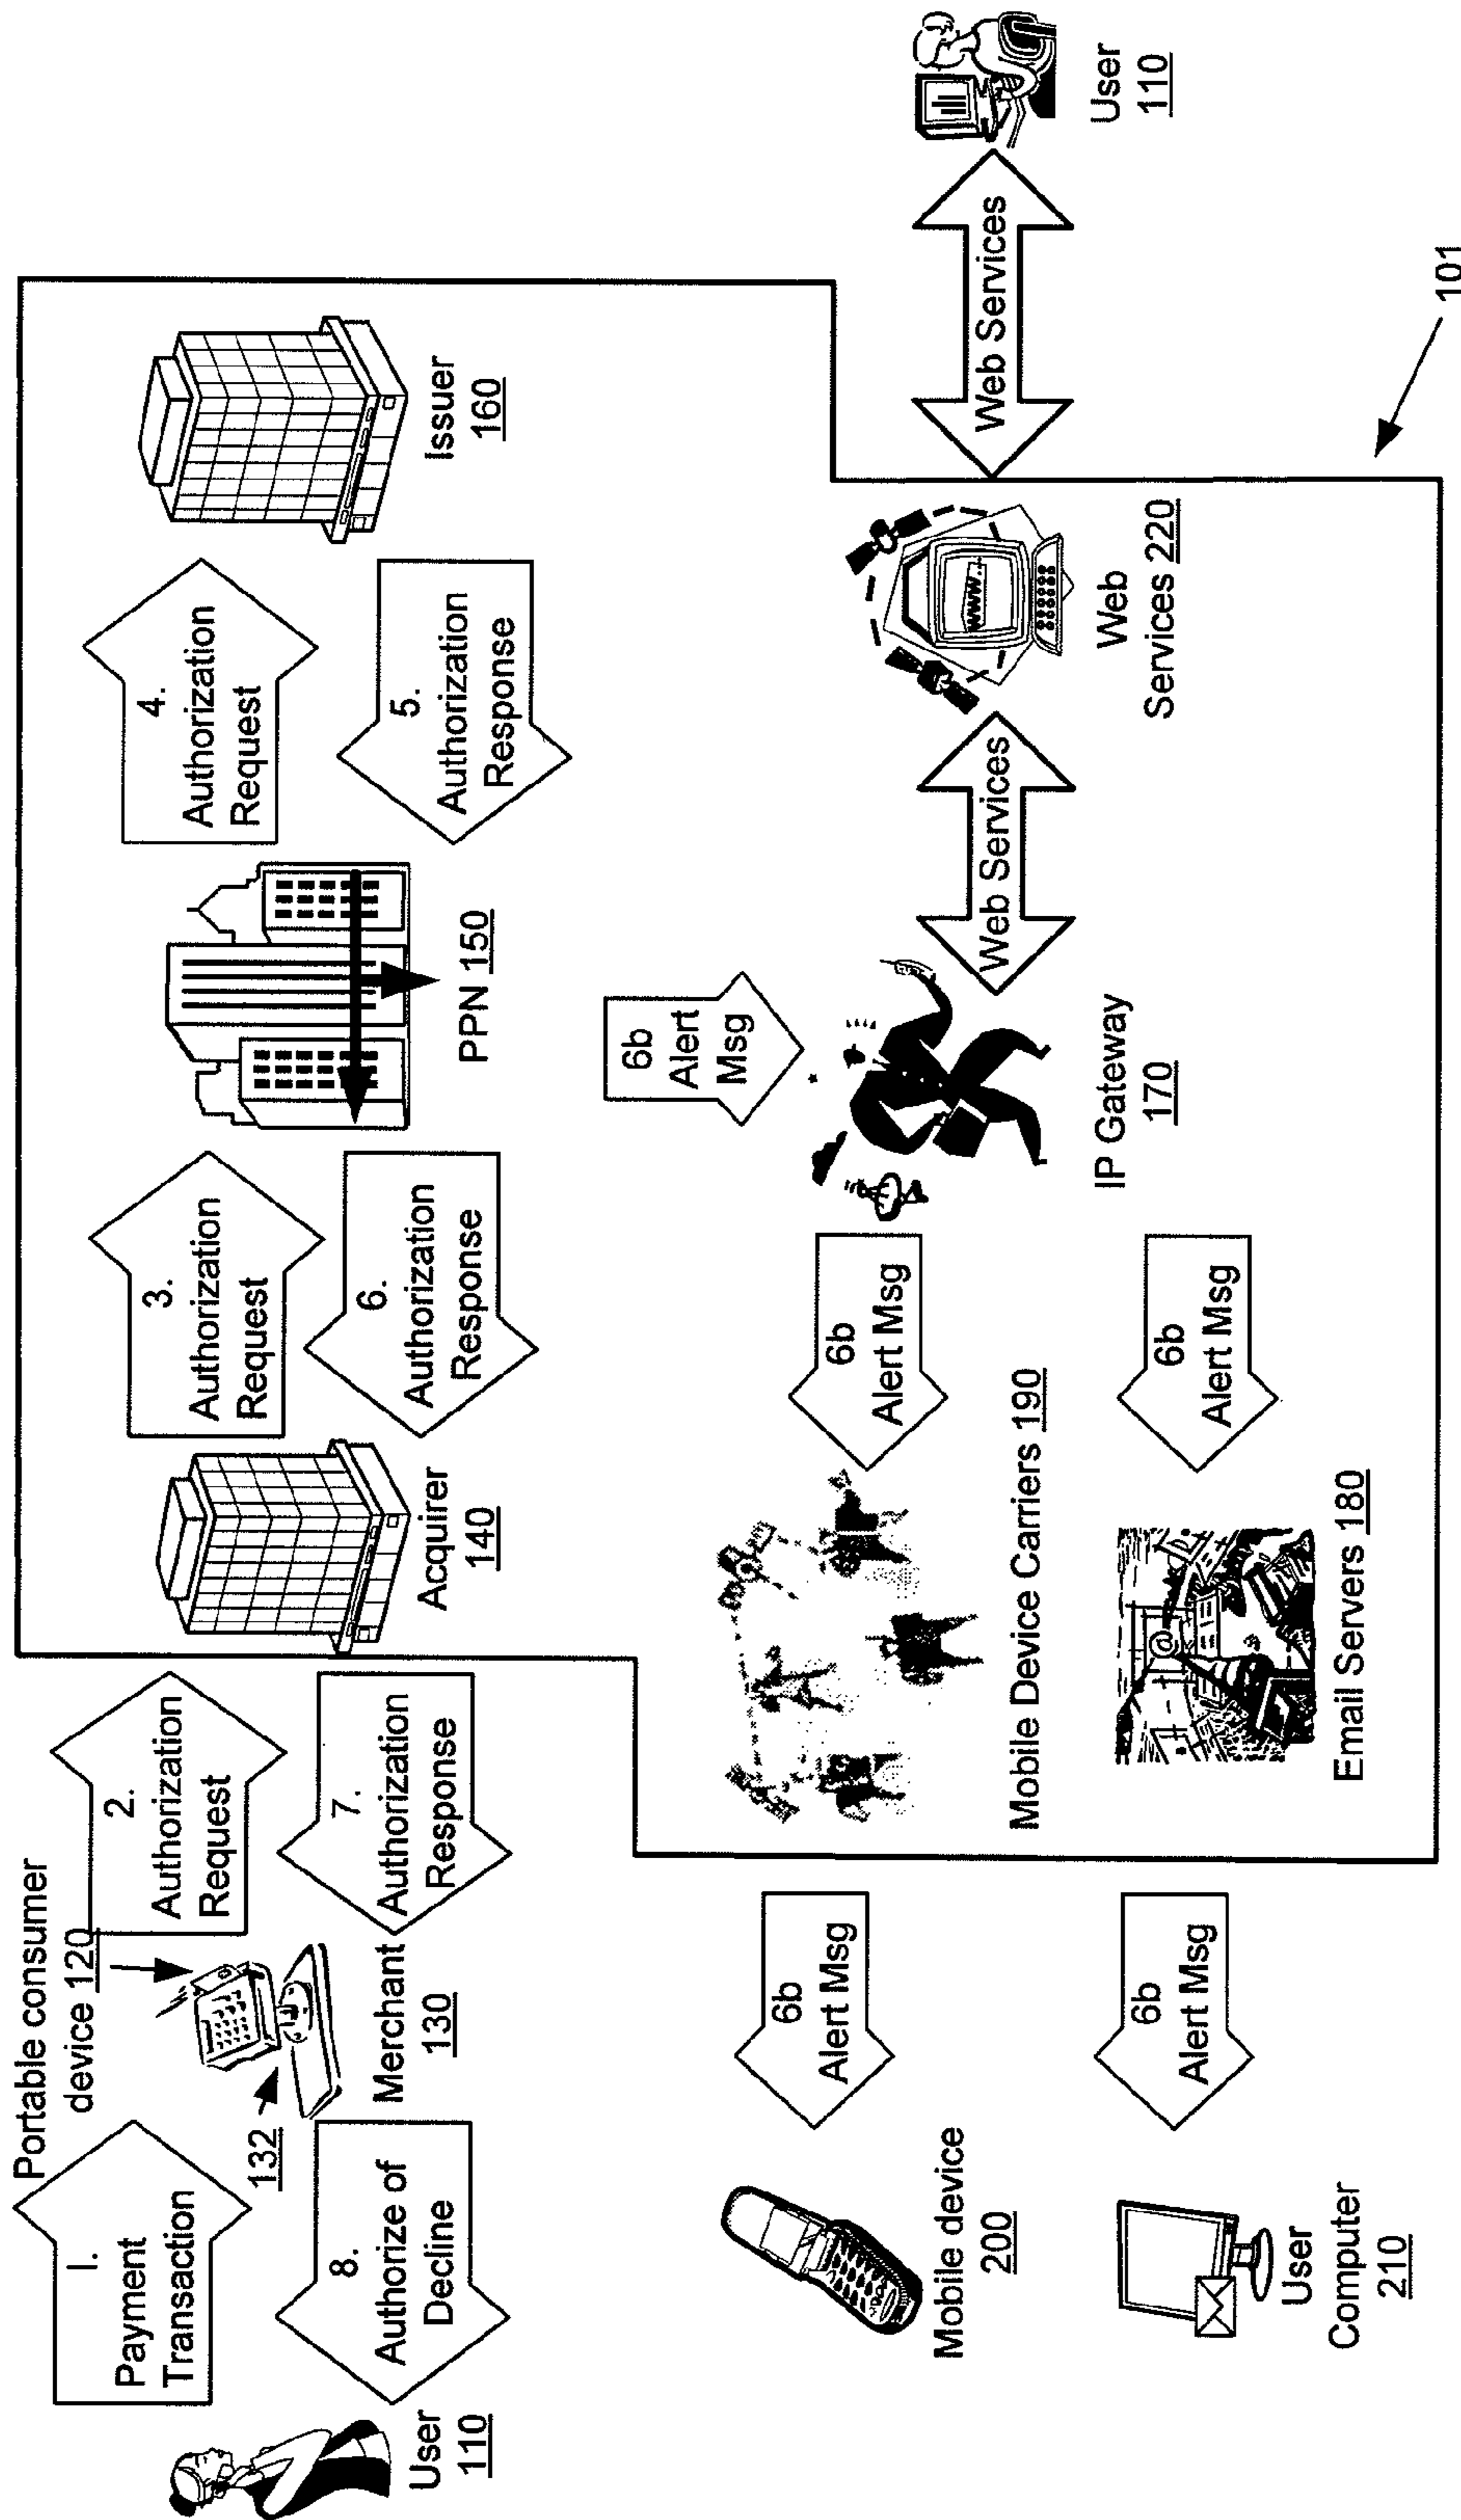 User
110
I.
Payment
Transaction
8.
Authorize of
Decline
Portable consumer
device 120
132
Merchant
130
2.
Authorization
Request
7.
Authorization
Response
Acquirer
140
3.
Authorization
Request
6.
Authorization
Response
PPN 150
4.
Authorization
Request
5.
Authorization
Response
Issuer
160
6b
Alert
Msg
Mobile device
200
6b
Alert Msg
Mobile Device Carriers 190
6b
Alert Msg
IP Gateway
170
Web Services
www...
Web
Services 220
Web Services
User
110
User
Computer
210
6b
Alert Msg
@
Email Servers 180
6b
Alert Msg
101